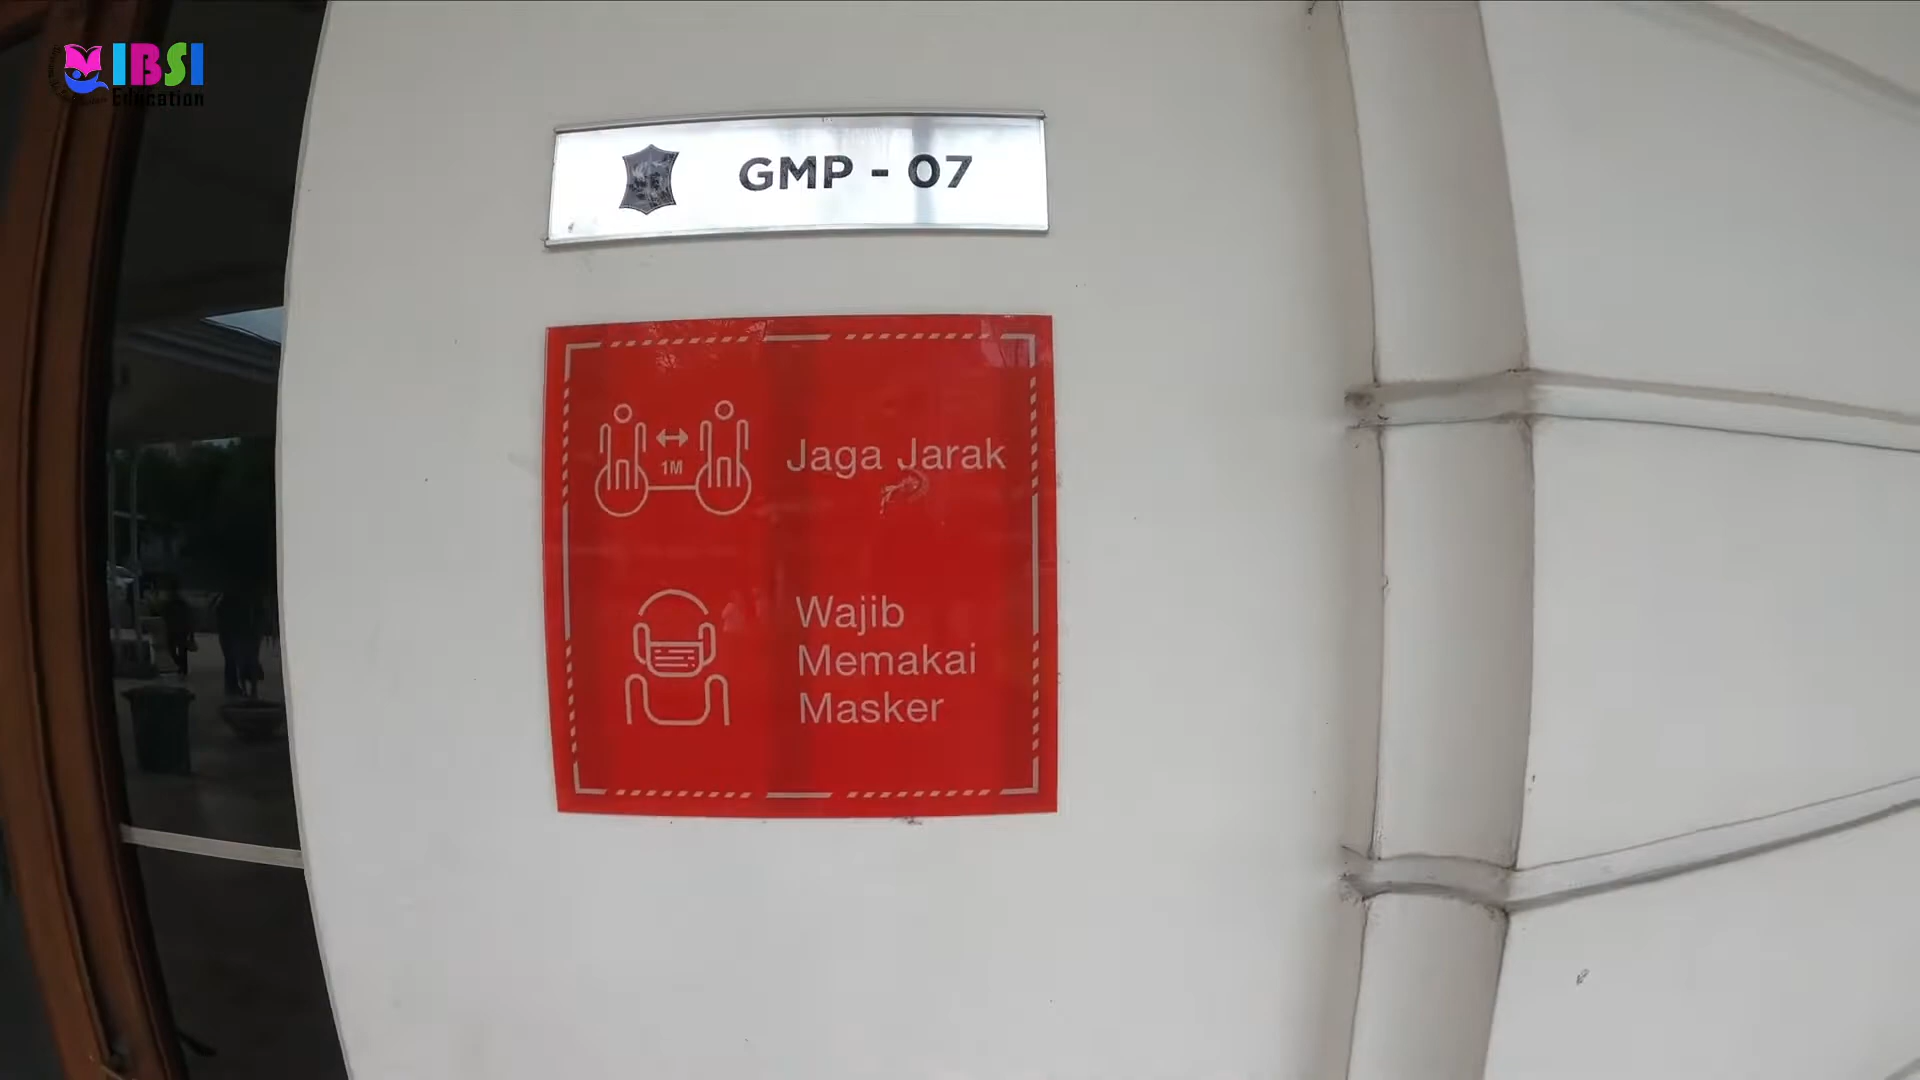 IBSI
Education
GMP - 07
1M
Jaga Jarak
Wajib
Memakai
Masker